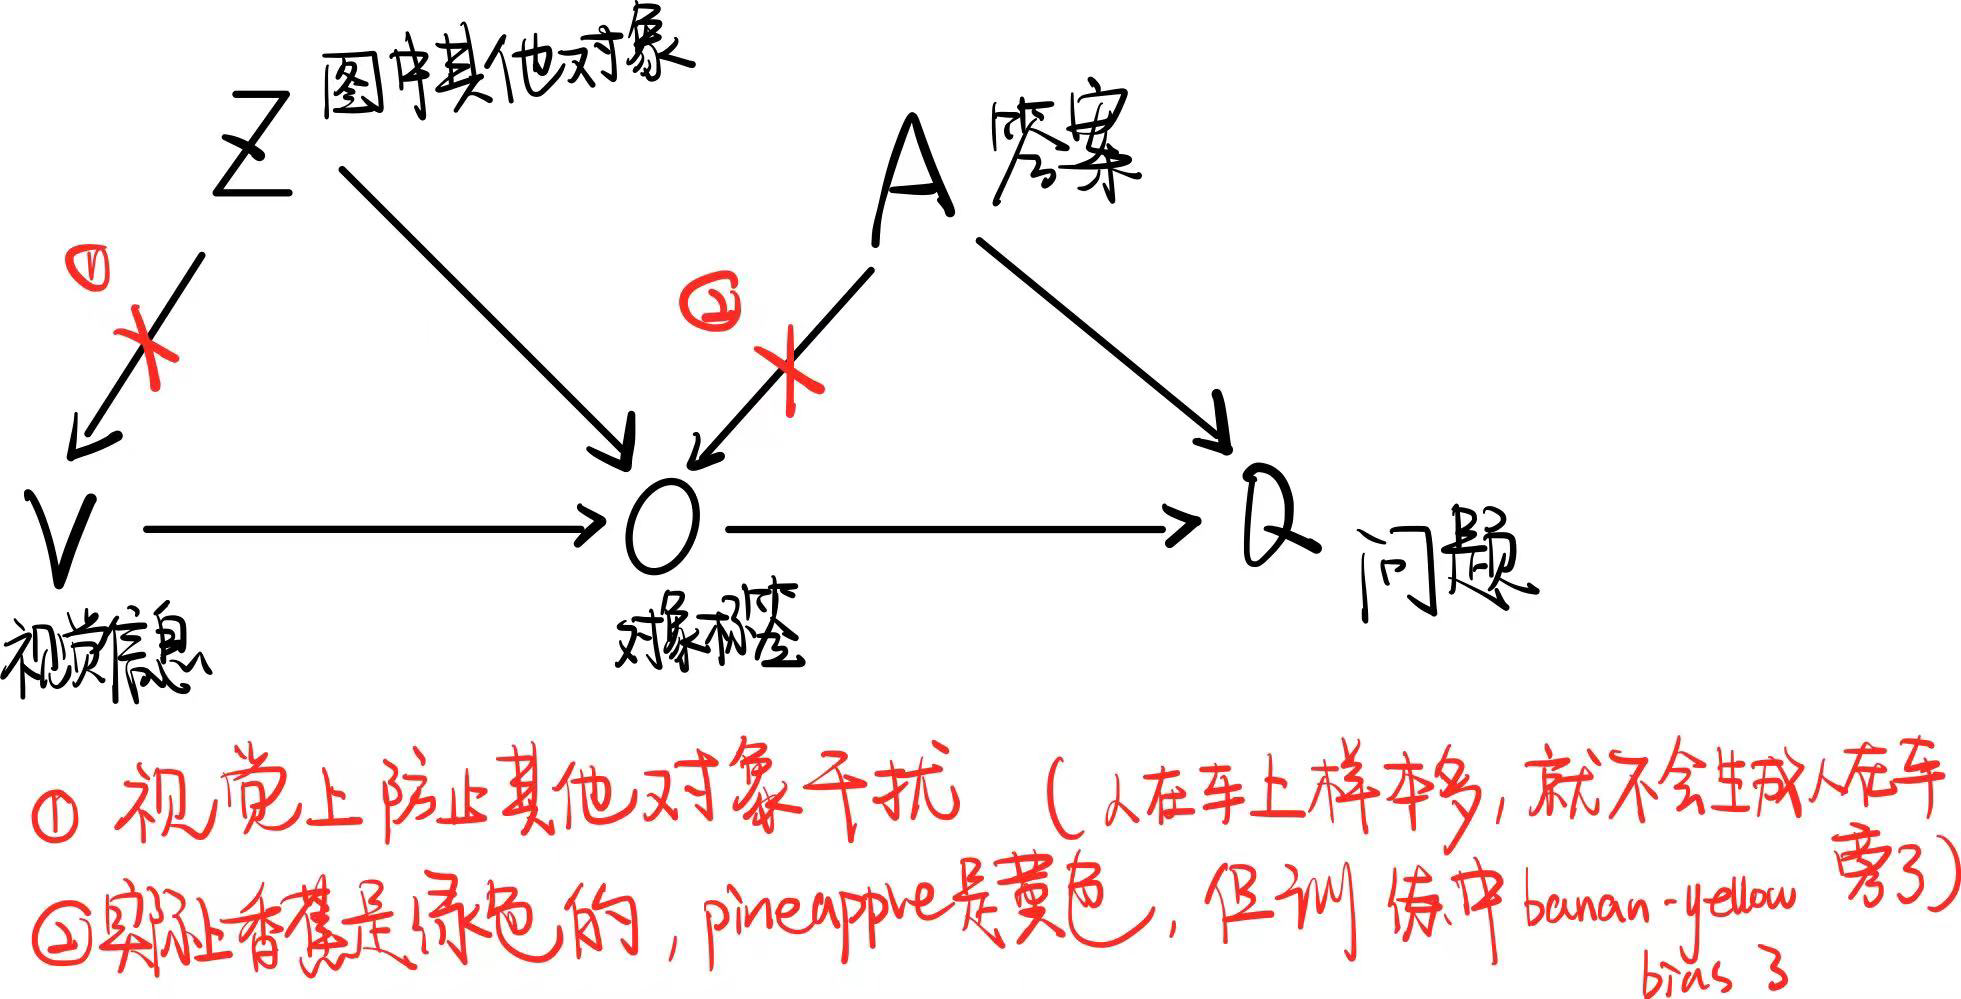 Z 图中其他对象
A 答案
①
②
V
O
Q 问题
视觉信息
对象标签
① 视觉上防止其他对象干扰 (人在车上样本多, 就不会生成人在车旁了)
② 实际上香蕉是绿色的, pineapple是黄色, 但训练中 banan-yellow
bias 了